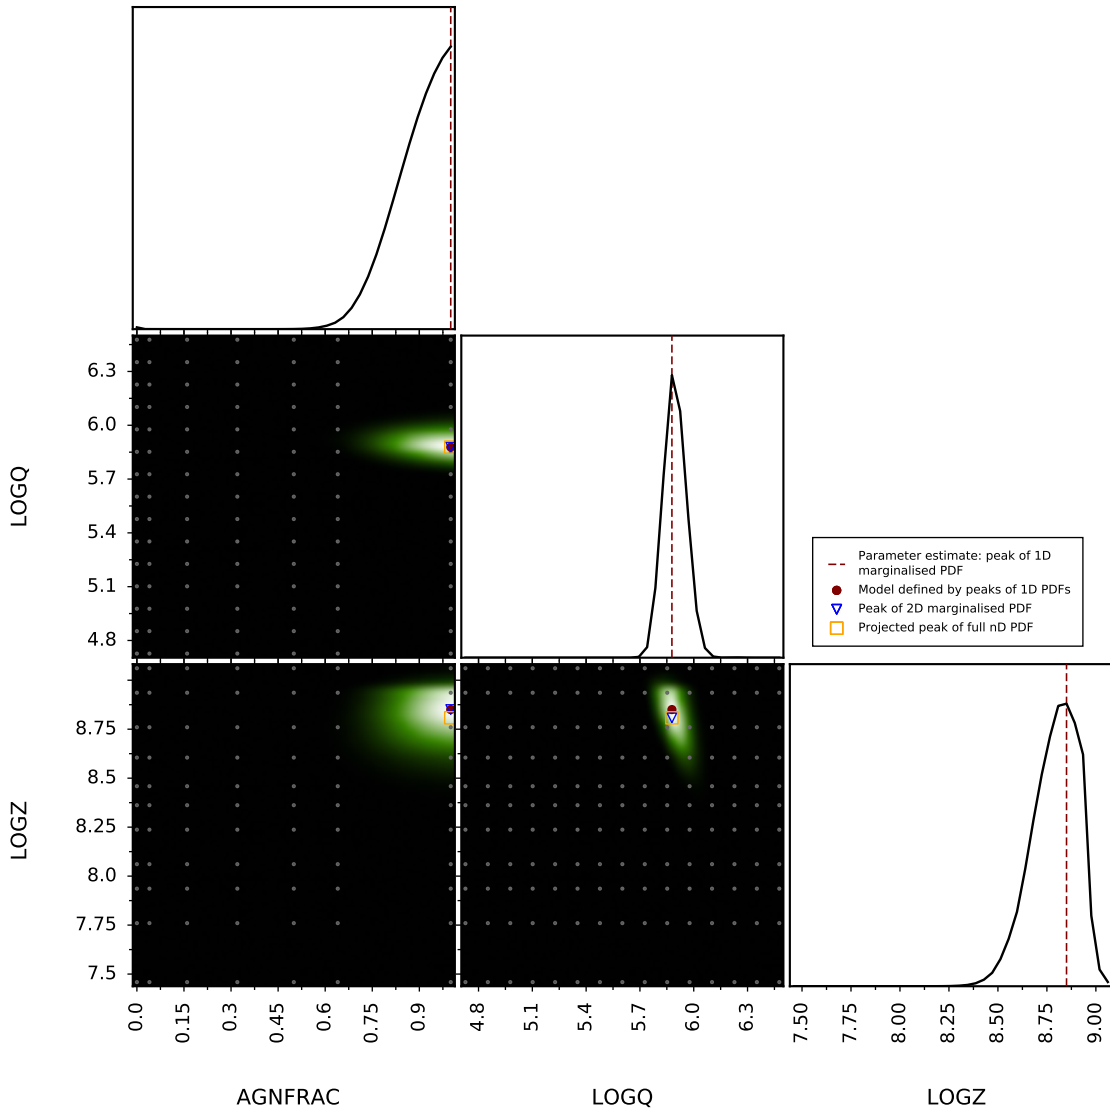 6.3
6.0
5.7
5.4
5.1
4.8
LOGQ
Parameter estimate: peak of 1D
marginalised PDF
Model defined by peaks of 1D PDFs
Peak of 2D marginalised PDF
Projected peak of full nD PDF
8.75
8.5
8.25
8.0
7.75
7.5
LOGZ
0.0 0.15 0.3 0.45 0.6 0.75 0.9
4.8 5.1 5.4 5.7 6.0 6.3
7.50 7.75 8.00 8.25 8.50 8.75 9.00
AGNFRAC
LOGQ
LOGZ